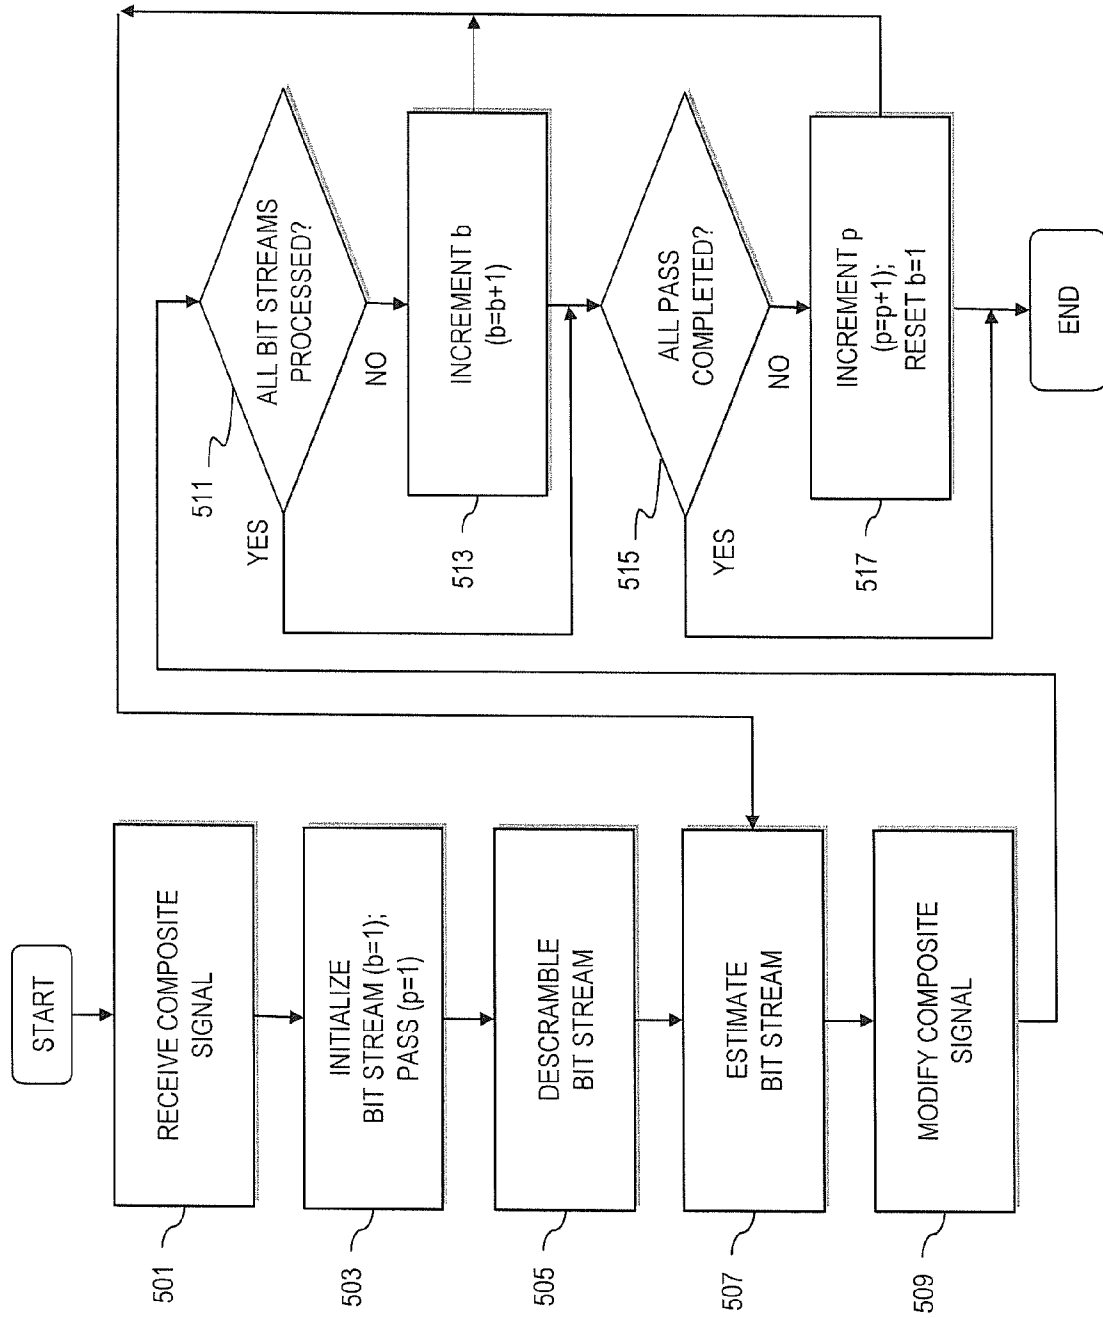 START
RECEIVE COMPOSITE
SIGNAL
501
INITIALIZE
BIT STREAM (b=1);
PASS (p=1)
503
DESCRAMBLE
BIT STREAM
505
ESTIMATE
BIT STREAM
507
MODIFY COMPOSITE
SIGNAL
509
ALL BIT STREAMS
PROCESSED?
511
YES
NO
INCREMENT b
(b=b+1)
513
ALL PASS
COMPLETED?
515
YES
NO
INCREMENT p
(p=p+1);
RESET b=1
517
END